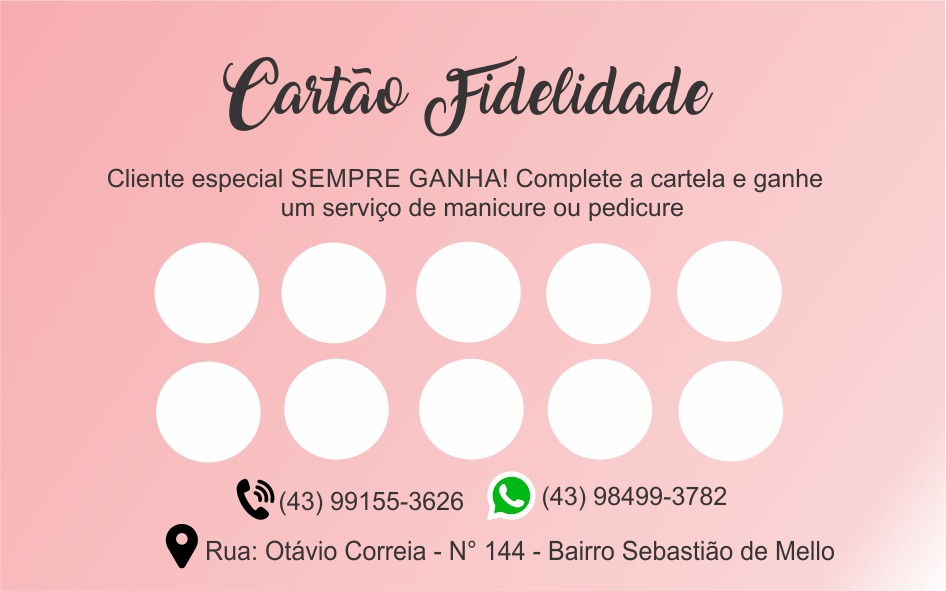 Cartão Fidelidade
Cliente especial SEMPRE GANHA! Complete a cartela e ganhe
um serviço de manicure ou pedicure
(43) 99155-3626 (43) 98499-3782
Rua: Otávio Correia - N° 144 - Bairro Sebastião de Mello